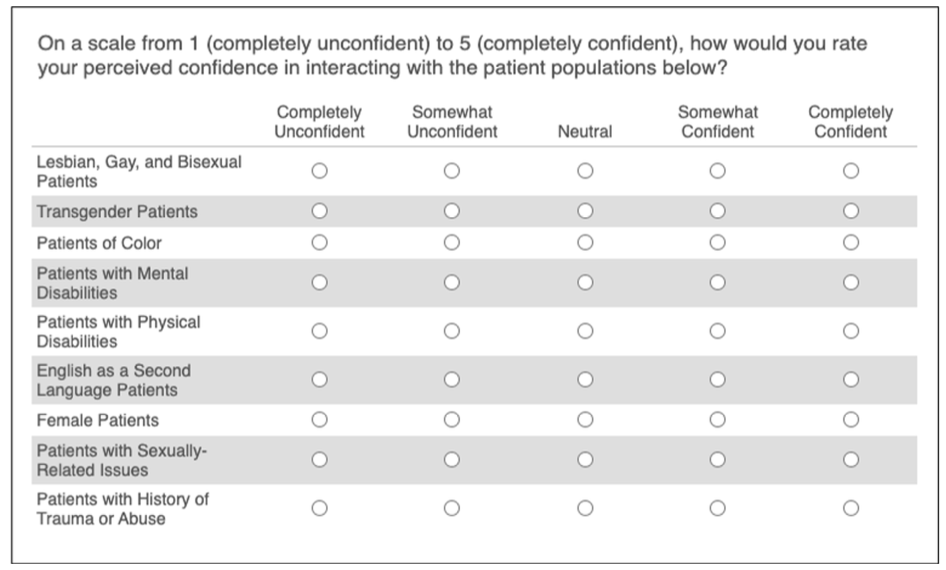 On a scale from 1 (completely unconfident) to 5 (completely confident), how would you rate
your perceived confidence in interacting with the patient populations below?
Completely Unconfident
Somewhat Unconfident
Neutral
Somewhat Confident
Completely Confident
Lesbian, Gay, and Bisexual
Patients
Transgender Patients
Patients of Color
Patients with Mental
Disabilities
Patients with Physical
Disabilities
English as a Second
Language Patients
Female Patients
Patients with Sexually-
Related Issues
Patients with History of
Trauma or Abuse